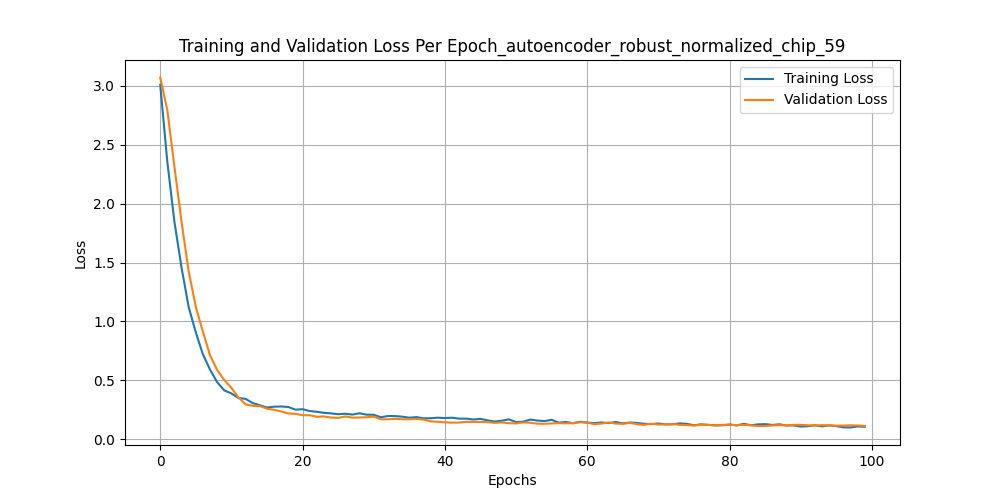 Training and Validation Loss Per Epoch_autoencoder_robust_normalized_chip_59
Training Loss
Validation Loss
3.0
2.5
2.0
1.5
1.0
0.5
0.0
Loss
0 20 40 60 80 100
Epochs